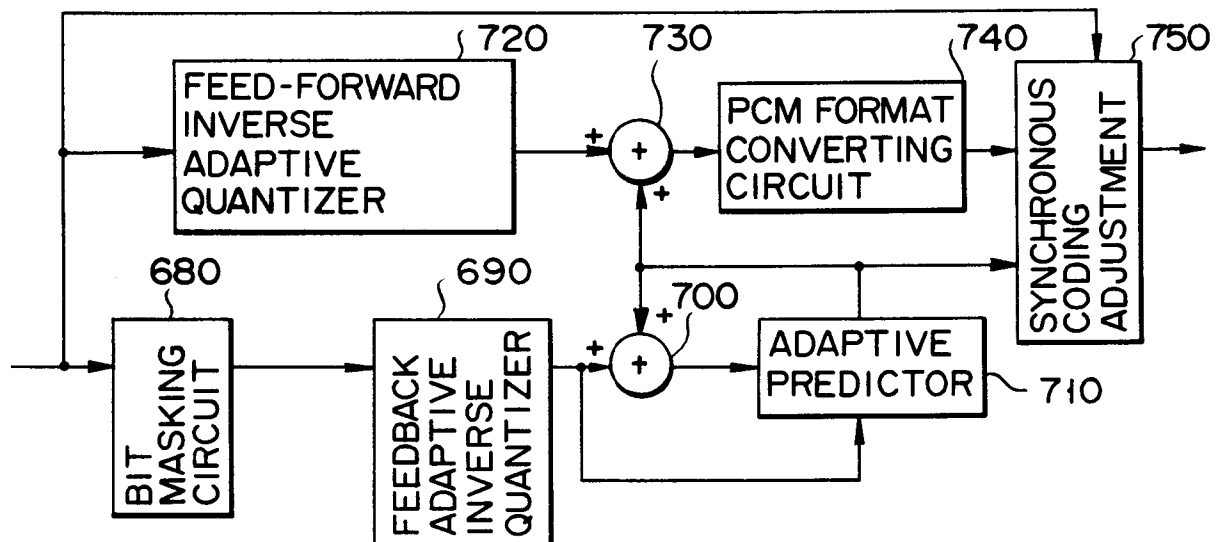 720
730
740
750
FEED-FORWARD
INVERSE
ADAPTIVE
QUANTIZER
+
+
+
PCM FORMAT
CONVERTING
CIRCUIT
SYNCHRONOUS
CODING
ADJUSTMENT
680
690
700
710
BIT
MASKING
CIRCUIT
FEEDBACK
ADAPTIVE
INVERSE
QUANTIZER
+
+
+
ADAPTIVE
PREDICTOR